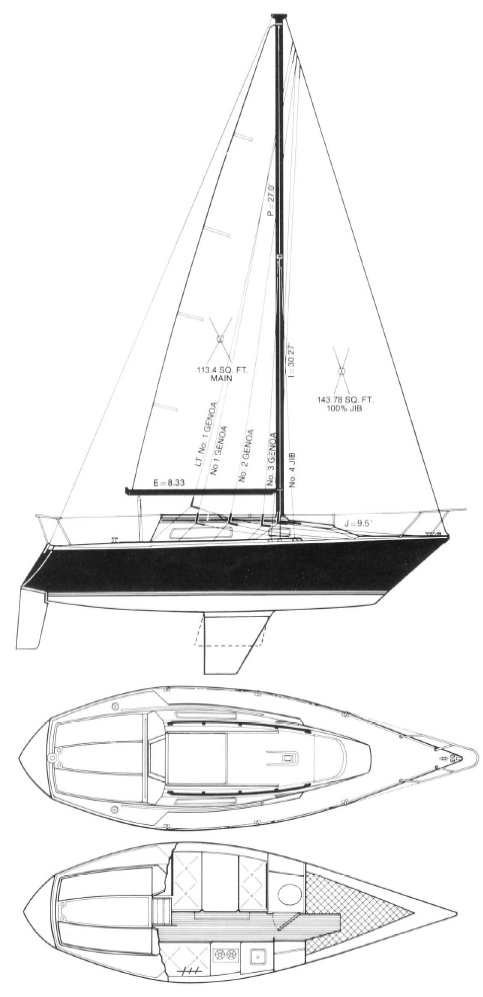 P = 27.0'
I = 30.27'
113.4 SQ. FT.
MAIN
143.78 SQ. FT.
100% JIB
LT No. 1 GENOA
No 1 GENOA
No. 2 GENOA
No. 3 GENOA
No. 4 JIB
E = 8.33
J = 9.5'